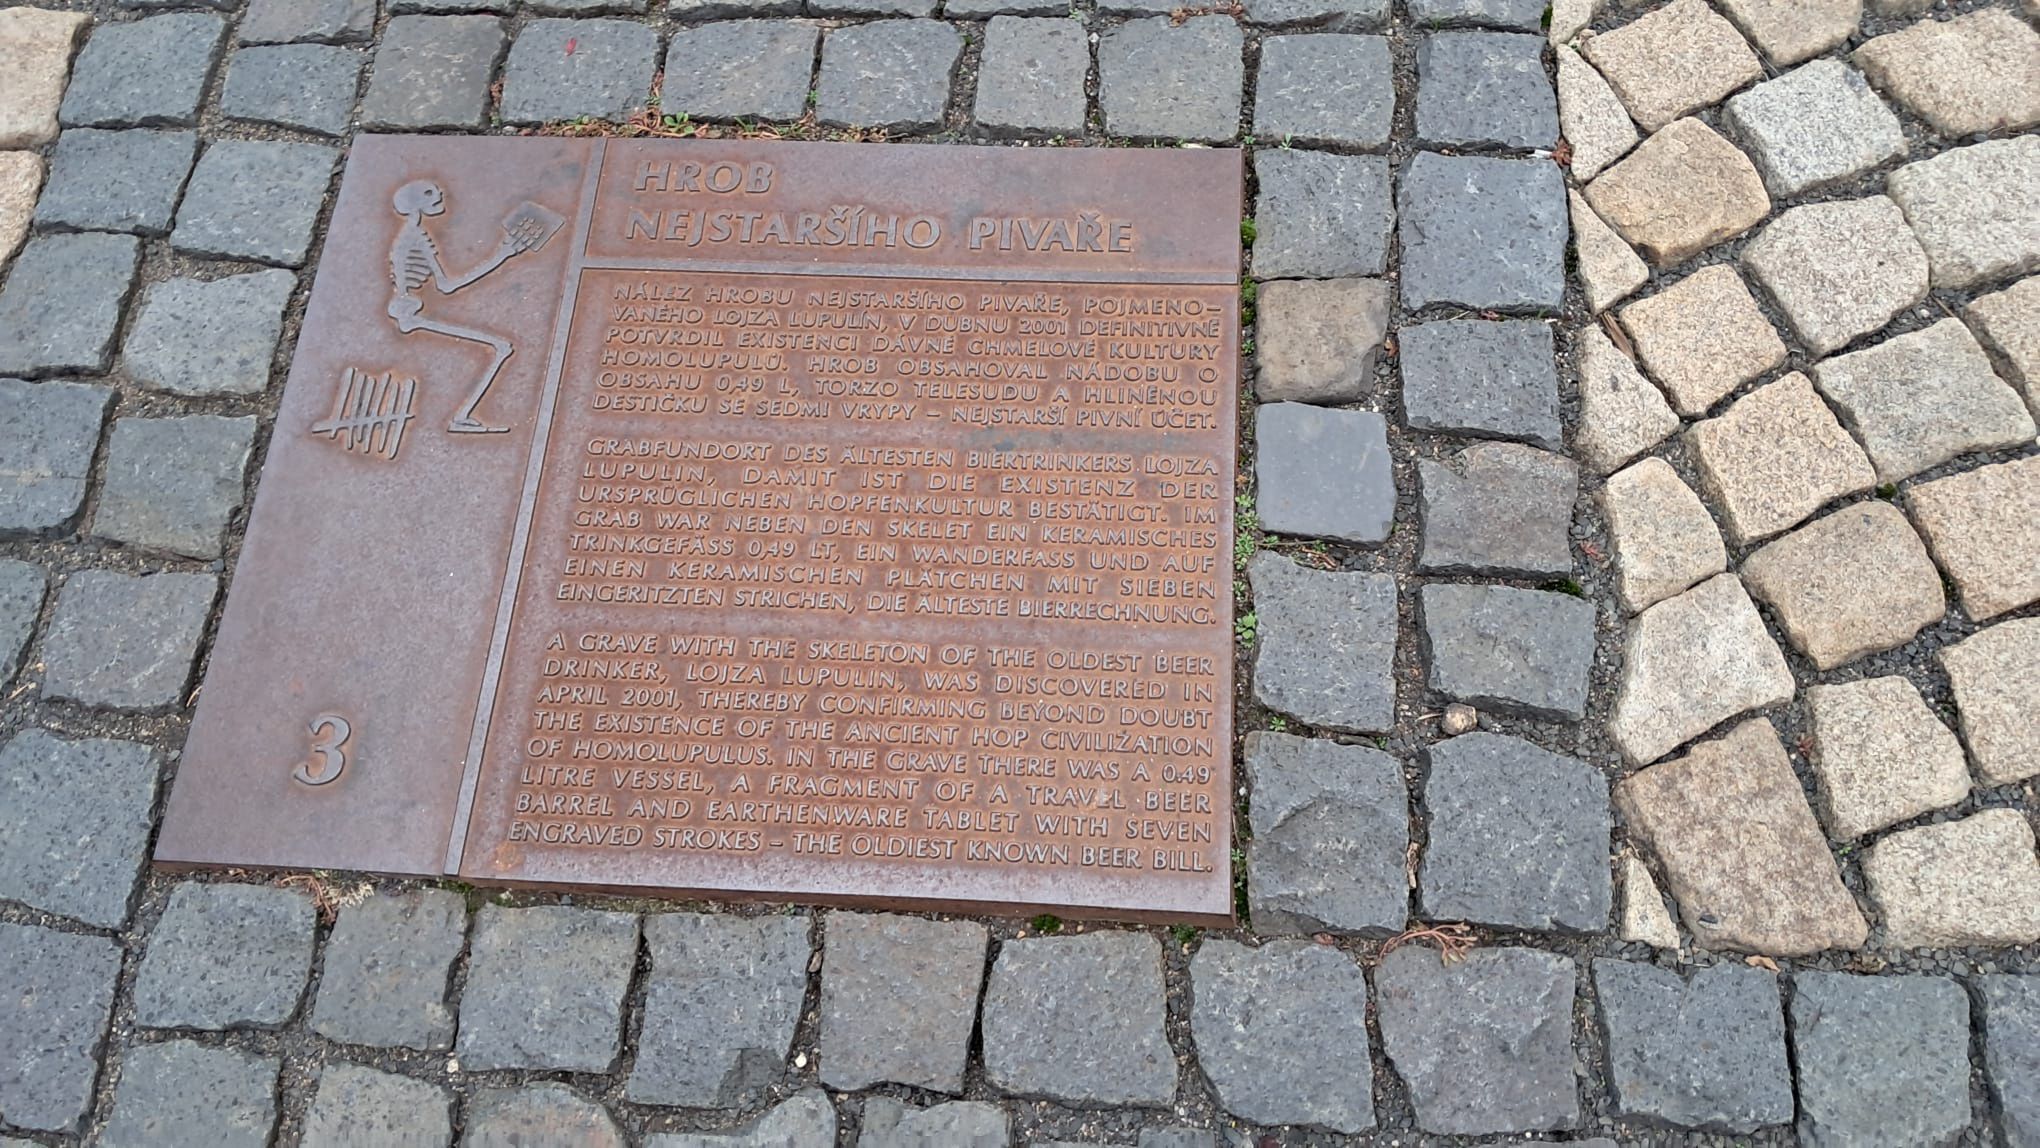 HROB
NEJSTARŠÍHO PIVAŘE
NÁLEZ HROBU NEJSTARŠÍHO PIVAŘE, POJMENO-
VANÉHO LOJZA LUPULÍN, V DUBNU 2001 DEFINITIVNĚ
POTVRDIL EXISTENCI DÁVNÉ CHMELOVÉ KULTURY
HOMOLUPULŮ. HROB OBSAHOVAL NÁDOBU O
OBSAHU 0,49 L, TORZO TELESUDU A HLINĚNOU
DESTIČKU SE SEDMI VRYPY – NEJSTARŠÍ PIVNÍ ÚČET.
GRABFUNDORT DES ÄLTESTEN BIERTRINKERS LOJZA
LUPULIN, DAMIT IST DIE EXISTENZ DER
URSPRÜGLICHEN HOPFENKULTUR BESTÄTIGT. IM
GRAB WAR NEBEN DEN SKELET EIN KERAMISCHES
TRINKGEFÄSS 0,49 LT, EIN WANDERFASS UND AUF
EINEN KERAMISCHEN PLÄTCHEN MIT SIEBEN
EINGERITZTEN STRICHEN, DIE ÄLTESTE BIERRECHNUNG.
A GRAVE WITH THE SKELETON OF THE OLDEST BEER
DRINKER, LOJZA LUPULIN, WAS DISCOVERED IN
APRIL 2001, THEREBY CONFIRMING BEYOND DOUBT
THE EXISTENCE OF THE ANCIENT HOP CIVILIZATION
OF HOMOLUPULUS. IN THE GRAVE THERE WAS A 0.49
LITRE VESSEL, A FRAGMENT OF A TRAVEL BEER
BARREL AND EARTHENWARE TABLET WITH SEVEN
ENGRAVED STROKES – THE OLDIEST KNOWN BEER BILL.
3